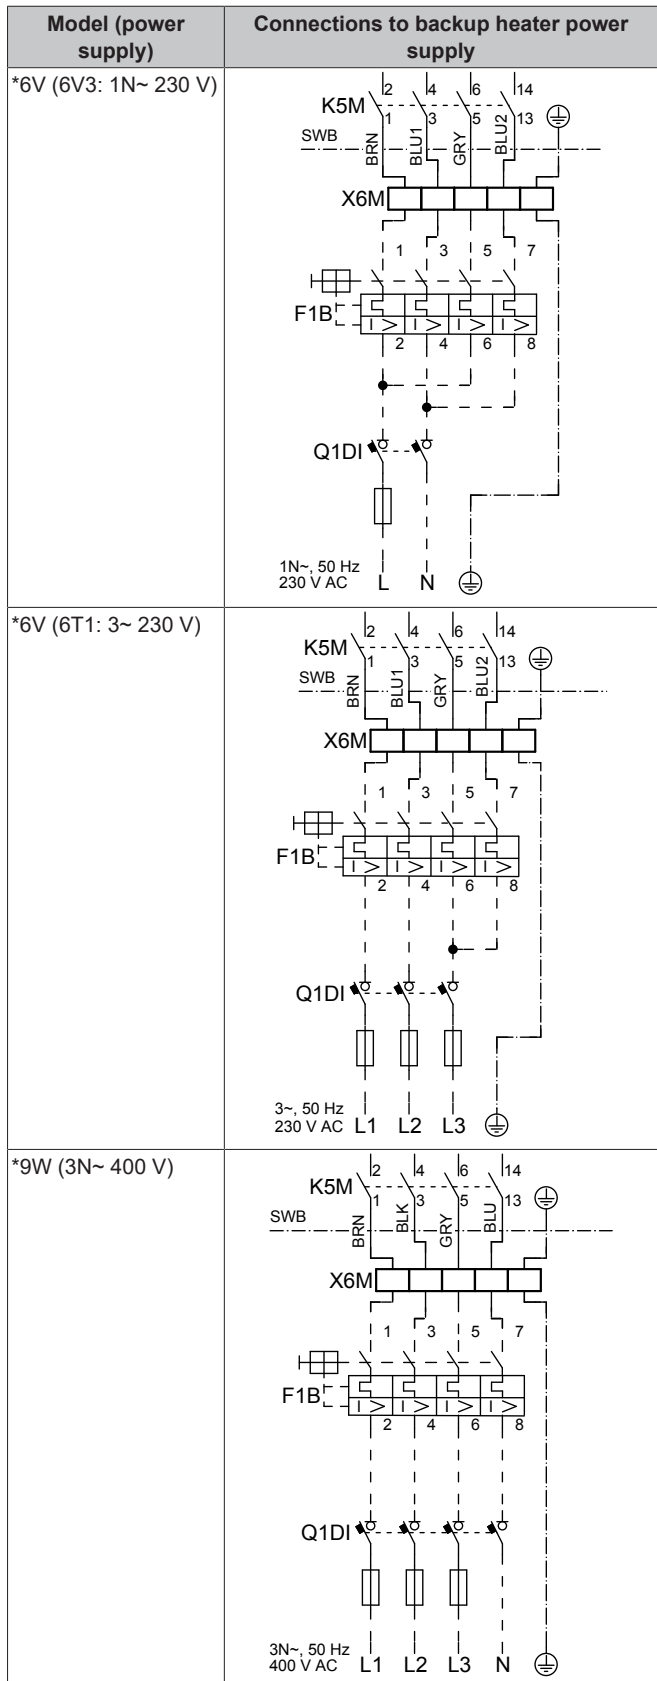 Model (power supply)
Connections to backup heater power supply
*6V (6V3: 1N~ 230 V)
2 4 6 14
K5M
1 3 5 13
SWB
BRN BLU1 GRY BLU2
X6M
1 3 5 7
F1B
I > I > I > I >
2 4 6 8
Q1DI
1N~, 50 Hz
230 V AC L N
*6V (6T1: 3~ 230 V)
2 4 6 14
K5M
1 3 5 13
SWB
BRN BLU1 GRY BLU2
X6M
1 3 5 7
F1B
I > I > I > I >
2 4 6 8
Q1DI
3~, 50 Hz
230 V AC L1 L2 L3
*9W (3N~ 400 V)
2 4 6 14
K5M
1 3 5 13
SWB
BRN BLK GRY BLU
X6M
1 3 5 7
F1B
I > I > I > I >
2 4 6 8
Q1DI
3N~, 50 Hz
400 V AC L1 L2 L3 N